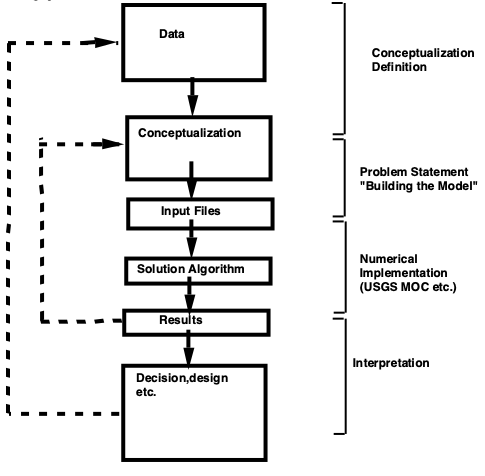 Data
Conceptualization
Definition
Conceptualization
Problem Statement
"Building the Model"
Input Files
Solution Algorithm
Numerical
Implementation
(USGS MOC etc.)
Results
Interpretation
Decision,design
etc.